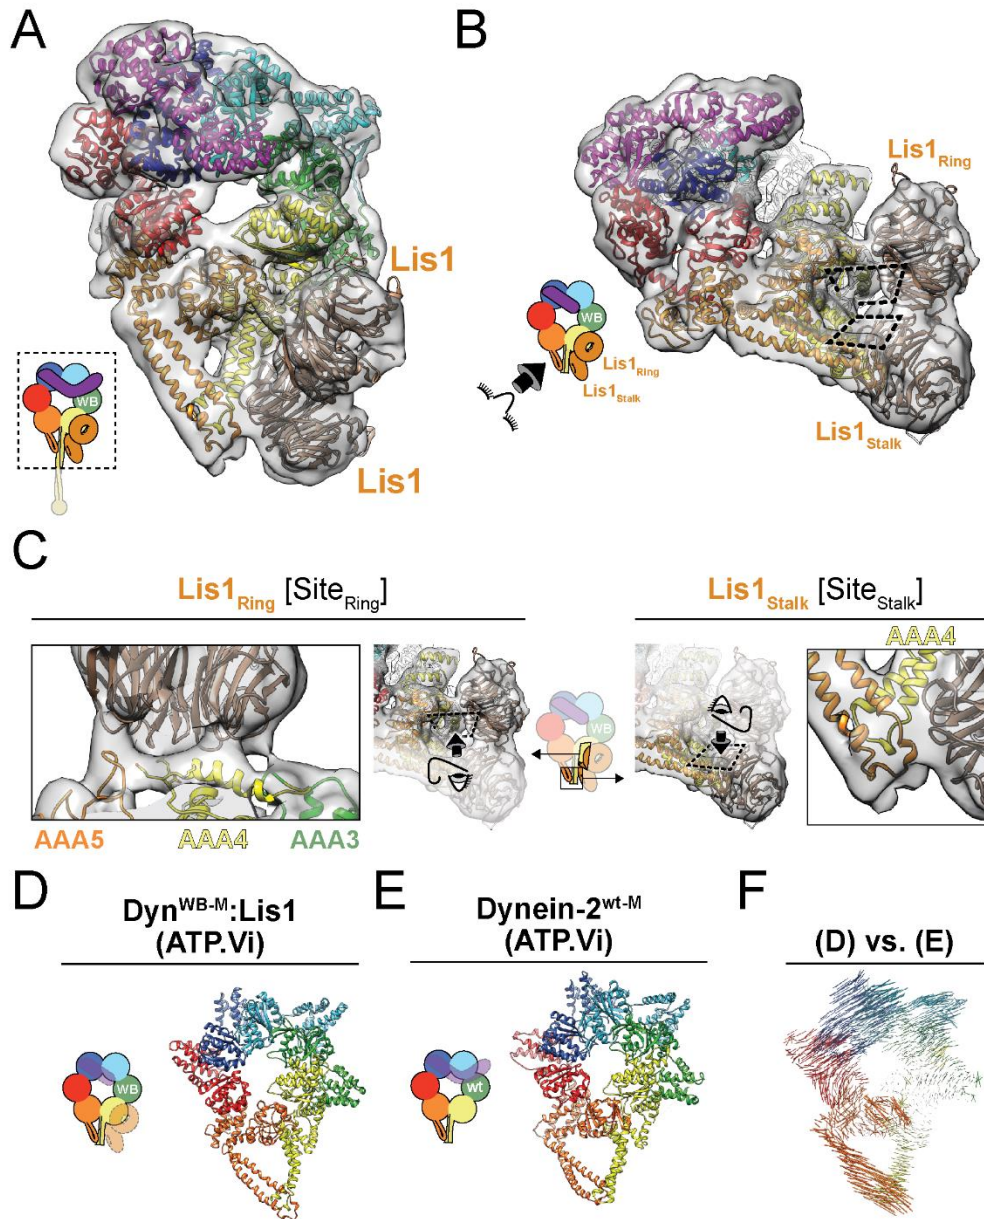 A
Lis1
Lis1
WB
B
Lis1Ring
WB
Lis1Ring
Lis1Stalk
Lis1Stalk
C
Lis1Ring [SiteRing]
Lis1Stalk [SiteStalk]
AAA4
WB
AAA5
AAA4
AAA3
D
DynWB-M:Lis1
(ATP.Vi)
WB
E
Dynein-2wt-M
(ATP.Vi)
wt
F
(D) vs. (E)